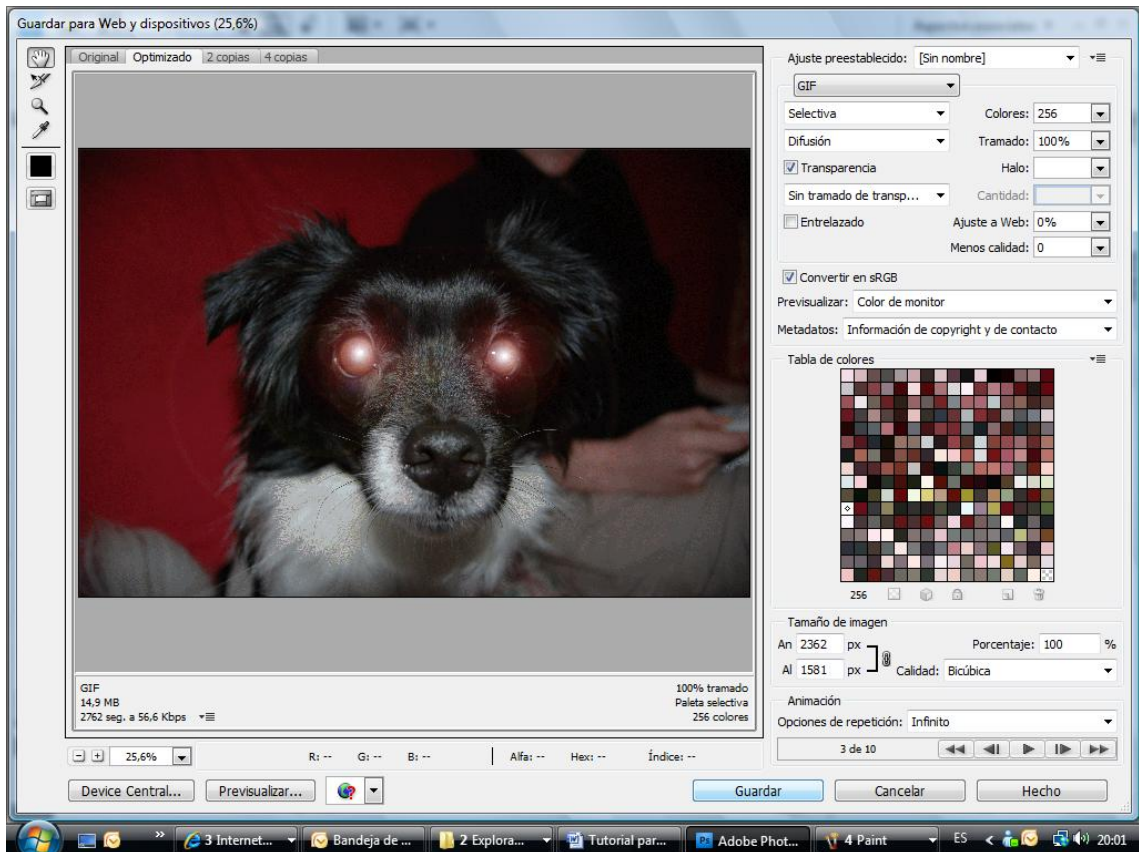 Guardar para Web y dispositivos (25,6%)
Original Optimizado 2 copias 4 copias
Ajuste preestablecido: [Sin nombre]
GIF
Selectiva Colores: 256
Difusión Tramado: 100%
Transparencia Halo:
Sin tramado de transp... Cantidad:
Entrelazado Ajuste a Web: 0%
Menos calidad: 0
Convertir en sRGB
Previsualizar: Color de monitor
Metadatos: Información de copyright y de contacto
Tabla de colores
256
Tamaño de imagen
An 2362 px Porcentaje: 100 %
Al 1581 px Calidad: Bicúbica
Animación
Opciones de repetición: Infinito
3 de 10
GIF 100% tramado
14,9 MB Paleta selectiva
2762 seg. a 56,6 Kbps 256 colores
25,6% R: -- G: -- B: -- Alfa: -- Hex: -- Índice: --
Device Central... Previsualizar... Guardar Cancelar Hecho
» 3 Internet... Bandeja de ... 2 Explora... Tutorial par... Ps Adobe Phot... 4 Paint ES < 20:01